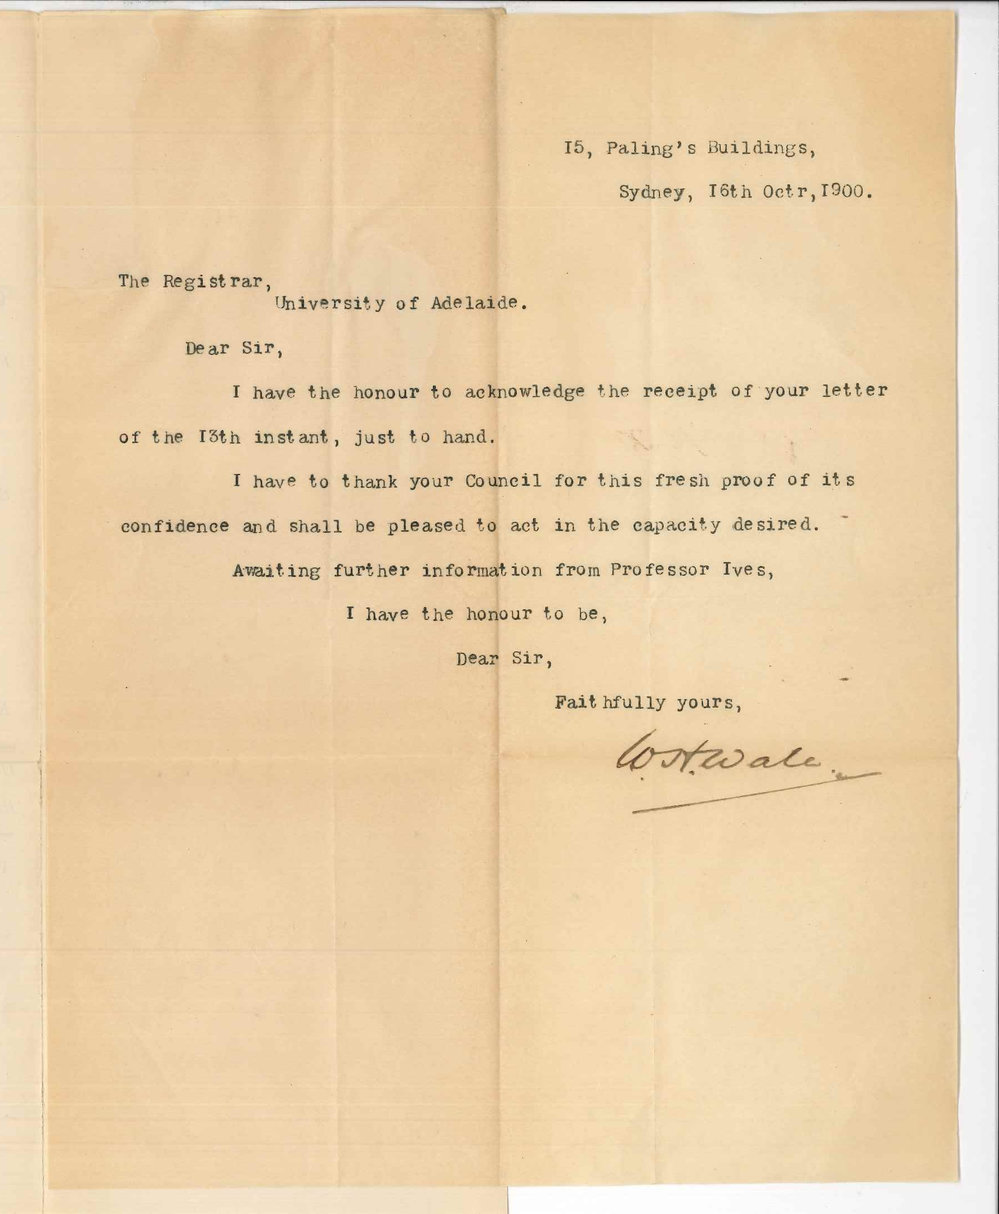 15, Paling's Buildings,
Sydney, 16th Octr,1900.
The Registrar,
University of Adelaide.
Dear Sir,
I have the honour to acknowledge the receipt of your letter
of the 13th instant, just to hand.
I have to thank your Council for this fresh proof of its
confidence and shall be pleased to act in the capacity desired.
Awaiting further information from Professor Ives,
I have the honour to be,
Dear Sir,
Faithfully yours,
W.H.Wale.